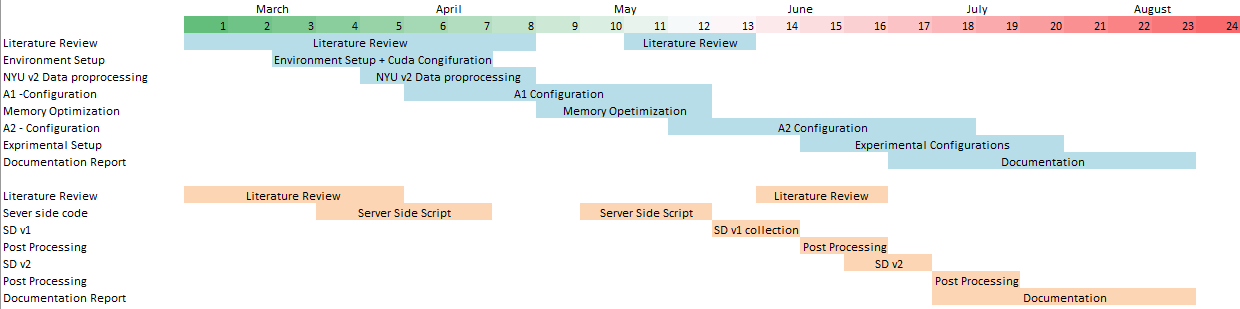 March April May June July August
1 2 3 4 5 6 7 8 9 10 11 12 13 14 15 16 17 18 19 20 21 22 23 24
Literature Review Literature Review Literature Review
Environment Setup Environment Setup + Cuda Congifuration
NYU v2 Data proprocessing NYU v2 Data proprocessing
A1 -Configuration A1 Configuration
Memory Optimization Memory Opetimization
A2 - Configuration A2 Configuration
Exprimental Setup Experimental Configurations
Documentation Report Documentation
Literature Review Literature Review Literature Review
Sever side code Server Side Script Server Side Script
SD v1 SD v1 collection
Post Processing Post Processing
SD v2 SD v2
Post Processing Post Processing
Documentation Report Documentation